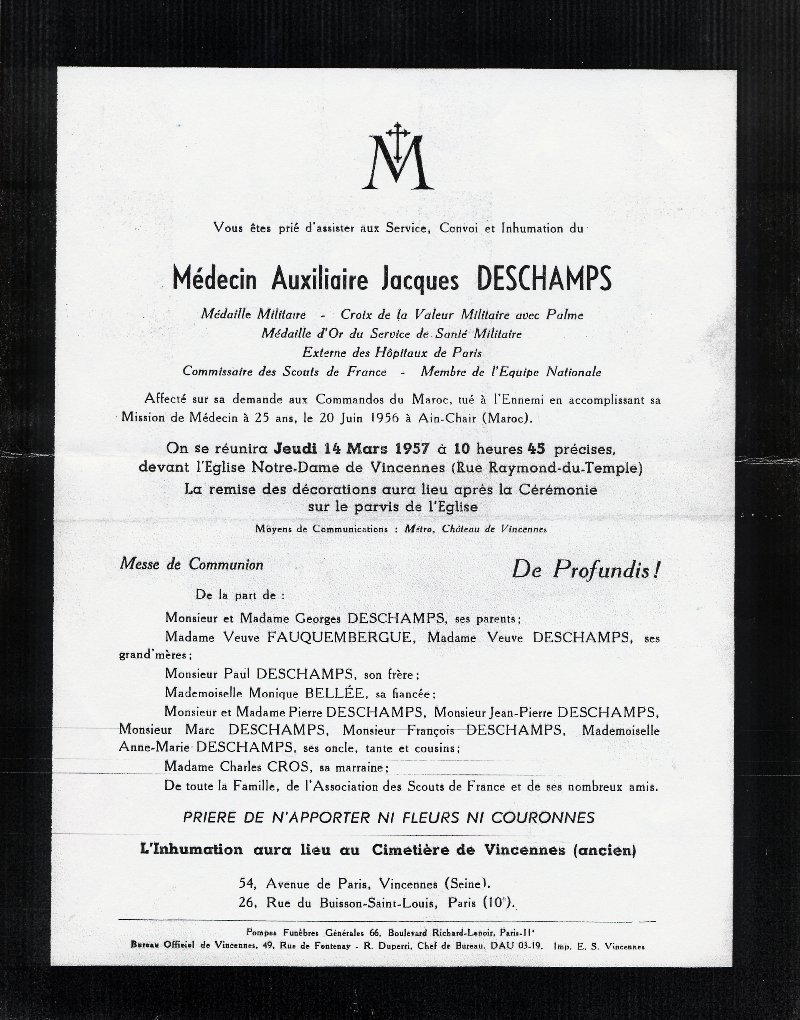 M
Vous êtes prié d'assister aux Service, Convoi et Inhumation du
Médecin Auxiliaire Jacques DESCHAMPS
Médaille Militaire - Croix de la Valeur Militaire avec Palme
Médaille d'Or du Service de Santé Militaire
Externe des Hôpitaux de Paris
Commissaire des Scouts de France - Membre de l'Equipe Nationale
Affecté sur sa demande aux Commandos du Maroc, tué à l'Ennemi en accomplissant sa
Mission de Médecin à 25 ans, le 20 Juin 1956 à Ain-Chair (Maroc).
On se réunira Jeudi 14 Mars 1957 à 10 heures 45 précises,
devant l'Eglise Notre-Dame de Vincennes (Rue Raymond-du-Temple)
La remise des décorations aura lieu après la Cérémonie
sur le parvis de l'Eglise
Moyens de Communications : Métro, Château de Vincennes
Messe de Communion
De Profundis !
De la part de :
Monsieur et Madame Georges DESCHAMPS, ses parents ;
Madame Veuve FAUQUEMBERGUE, Madame Veuve DESCHAMPS, ses
grand'mères ;
Monsieur Paul DESCHAMPS, son frère ;
Mademoiselle Monique BELLÉE, sa fiancée ;
Monsieur et Madame Pierre DESCHAMPS, Monsieur Jean-Pierre DESCHAMPS,
Monsieur Marc DESCHAMPS, Monsieur François DESCHAMPS, Mademoiselle
Anne-Marie DESCHAMPS, ses oncle, tante et cousins ;
Madame Charles CROS, sa marraine ;
De toute la Famille, de l'Association des Scouts de France et de ses nombreux amis.
PRIERE DE N'APPORTER NI FLEURS NI COURONNES
L'Inhumation aura lieu au Cimetière de Vincennes (ancien)
54, Avenue de Paris, Vincennes (Seine).
26, Rue du Buisson-Saint-Louis, Paris (10°).
Pompes Funèbres Générales 66, Boulevard Richard-Lenoir, Paris-11°
Bureau Officiel de Vincennes, 49, Rue de Fontenay - R. Duperti, Chef de Bureau. DAU 03-19. Imp. E. S. Vincennes